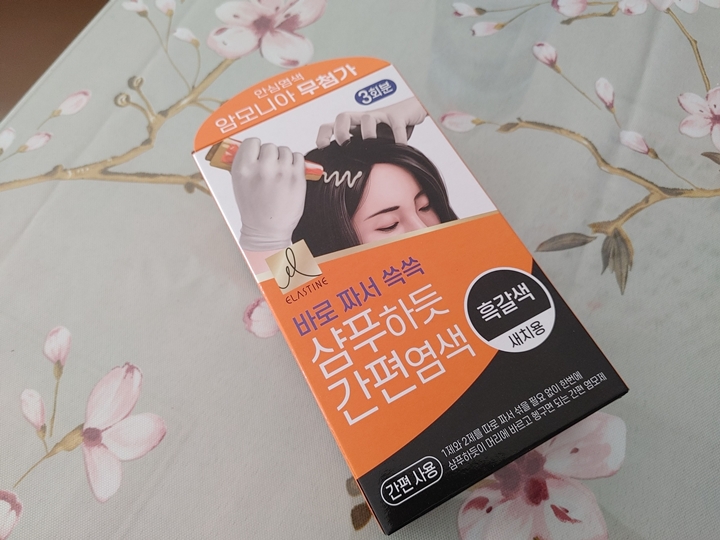 안심염색
암모니아 무첨가
3회분
ELASTINE
바로 짜서 쓱쓱
샴푸하듯
간편염색
흑갈색
새치용
간편 사용
1제와 2제를 따로 짜서 섞을 필요 없이 한번에
샴푸하듯이 머리에 바르고 헹구면 되는 간편 염모제